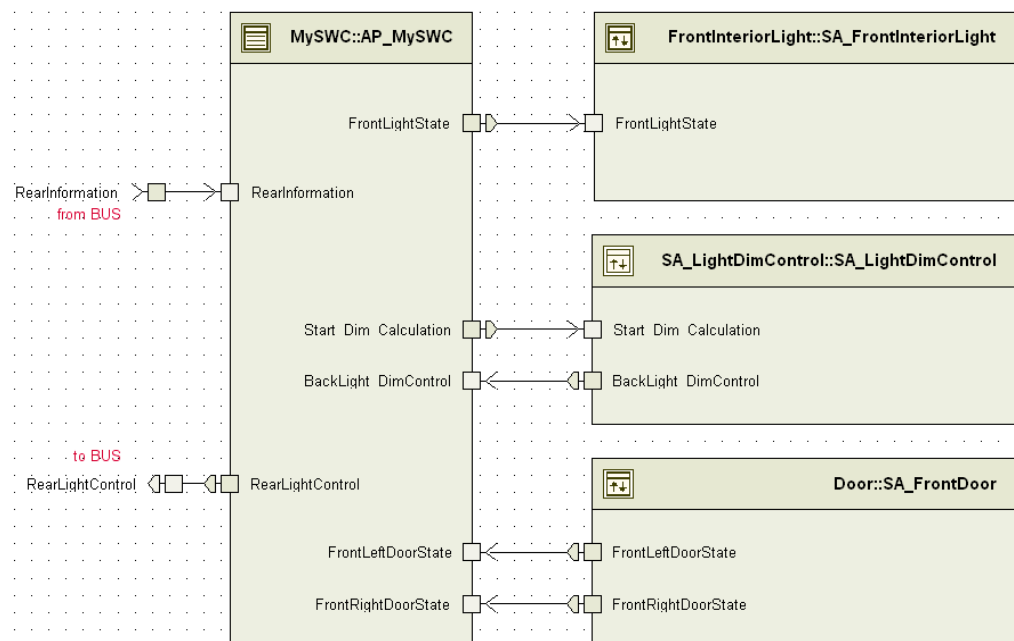 MySWC::AP_MySWC
FrontInteriorLight::SA_FrontInteriorLight
FrontLightState
FrontLightState
RearInformation
RearInformation
from BUS
SA_LightDimControl::SA_LightDimControl
Start Dim Calculation
Start Dim Calculation
BackLight DimControl
BackLight DimControl
to BUS
RearLightControl
RearLightControl
Door::SA_FrontDoor
FrontLeftDoorState
FrontLeftDoorState
FrontRightDoorState
FrontRightDoorState